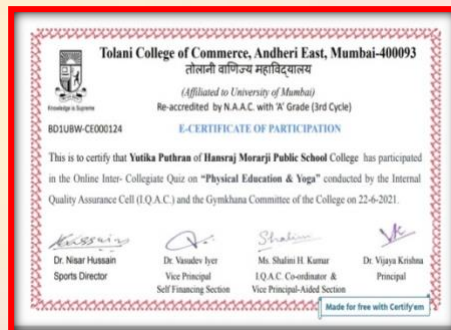 Tolani College of Commerce, Andheri East, Mumbai-400093
तोलानी वाणिज्य महाविद्यालय
(Affiliated to University of Mumbai)
Knowledge is Supreme
Re-accredited by N.A.A.C. with 'A' Grade (3rd Cycle)
BD1UBW-CE000124
E-CERTIFICATE OF PARTICIPATION
This is to certify that Yutika Puthran of Hansraj Morarji Public School College has participated
in the Online Inter- Collegiate Quiz on "Physical Education & Yoga" conducted by the Internal
Quality Assurance Cell (I.Q.A.C.) and the Gymkhana Committee of the College on 22-6-2021.
Dr. Nisar Hussain
Sports Director
Dr. Vasudev Iyer
Vice Principal
Self Financing Section
Ms. Shalini H. Kumar
I.Q.A.C. Co-ordinator &
Vice Principal-Aided Section
Dr. Vijaya Krishna
Principal
Made for free with Certify'em